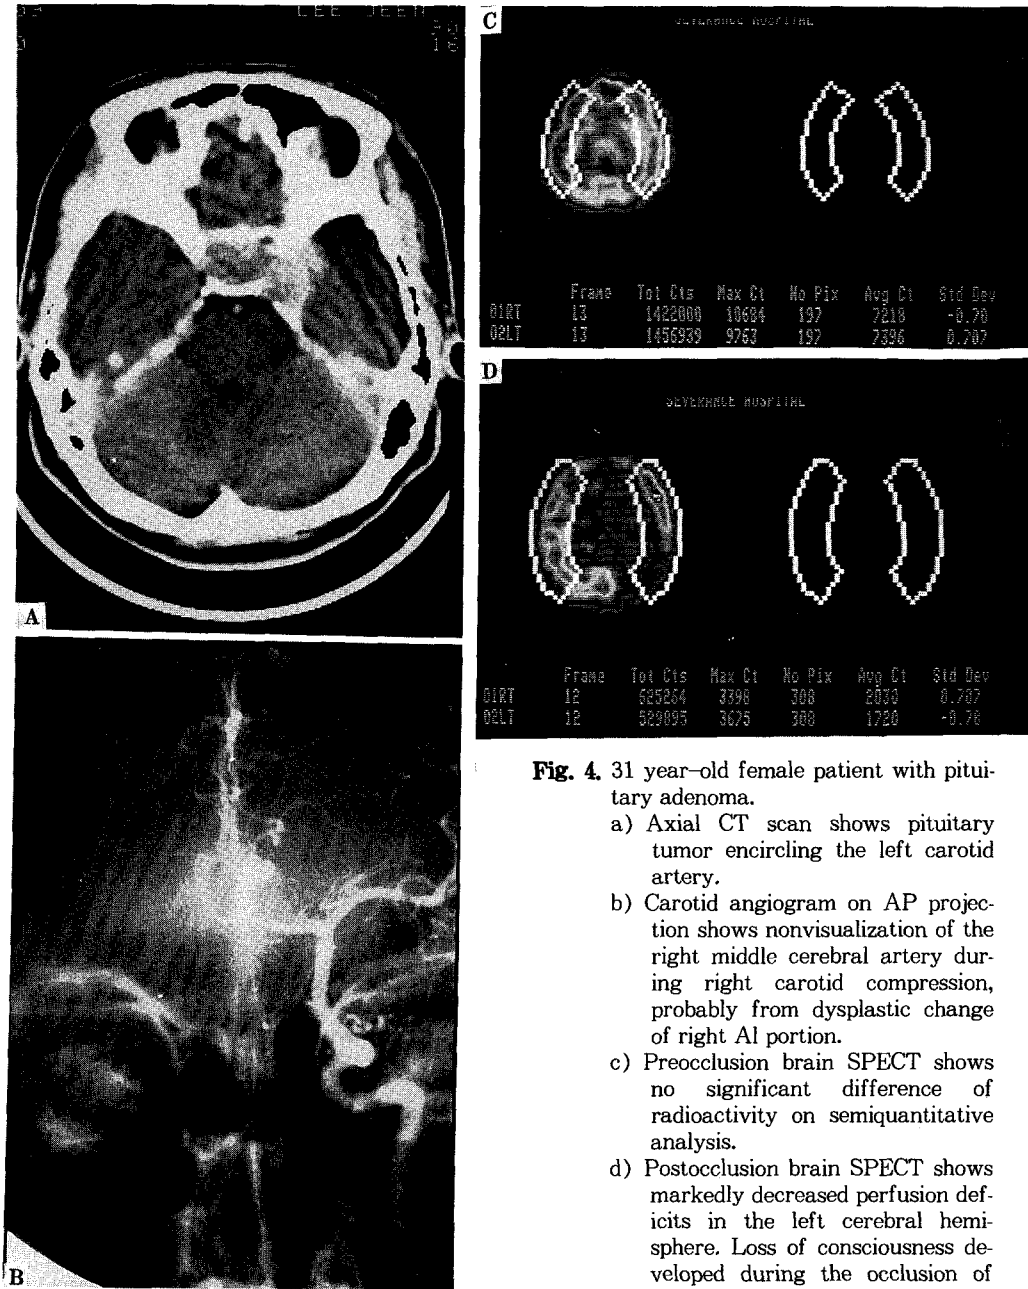 LEE
A
B
C
SEVERANCE HOSPITAL
Frame Tot Cts Max Ct No Pix Avg Ct Std Dev
01RT 13 1422000 10684 197 7218 -0.70
02LT 13 1456939 9763 197 7396 0.707
D
SEVERANCE HOSPITAL
Frame Tot Cts Max Ct No Pix Avg Ct Std Dev
01RT 12 625264 3398 308 2030 0.707
02LT 12 529895 3675 308 1720 -0.70
Fig. 4. 31 year–old female patient with pitui-
tary adenoma.
a) Axial CT scan shows pituitary
tumor encircling the left carotid
artery.
b) Carotid angiogram on AP projec-
tion shows nonvisualization of the
right middle cerebral artery dur-
ing right carotid compression,
probably from dysplastic change
of right Al portion.
c) Preocclusion brain SPECT shows
no significant difference of
radioactivity on semiquantitative
analysis.
d) Postocclusion brain SPECT shows
markedly decreased perfusion def-
icits in the left cerebral hemi-
sphere. Loss of consciousness de-
veloped during the occlusion of